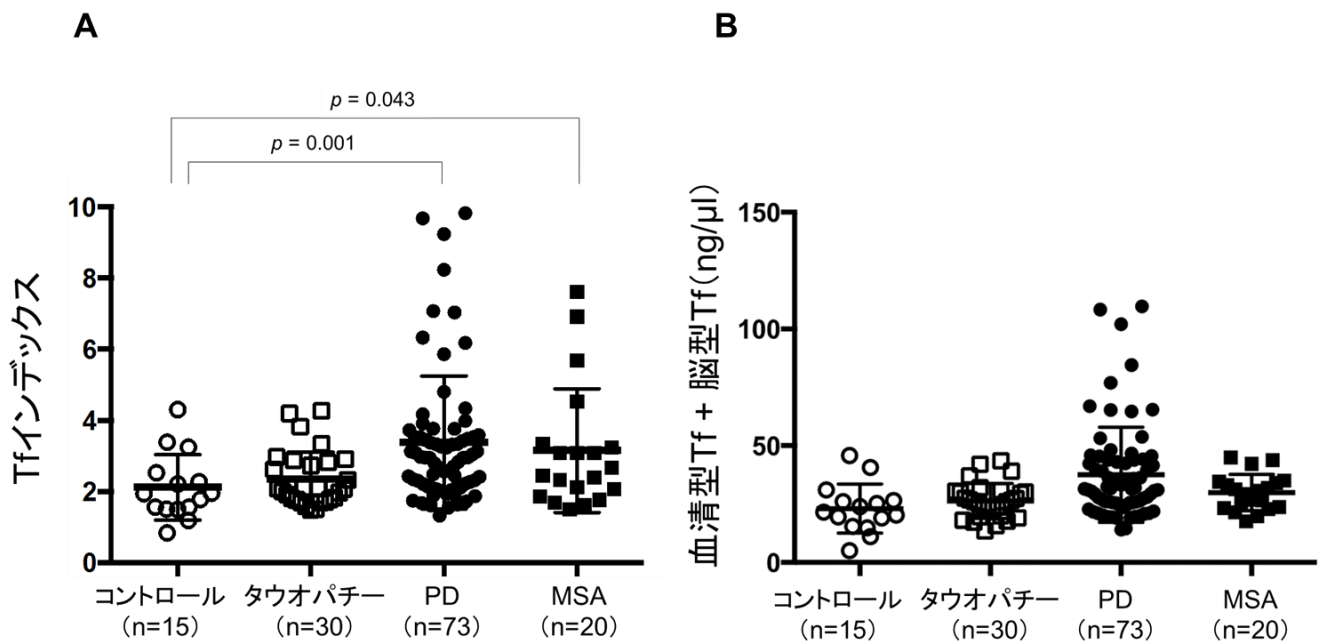 A
p = 0.043
p = 0.001
Tfインデックス
10
8
6
4
2
0
コントロール タウオパチー PD MSA
(n=15) (n=30) (n=73) (n=20)
B
血清型Tf + 脳型Tf(ng/μl)
150
100
50
0
コントロール タウオパチー PD MSA
(n=15) (n=30) (n=73) (n=20)